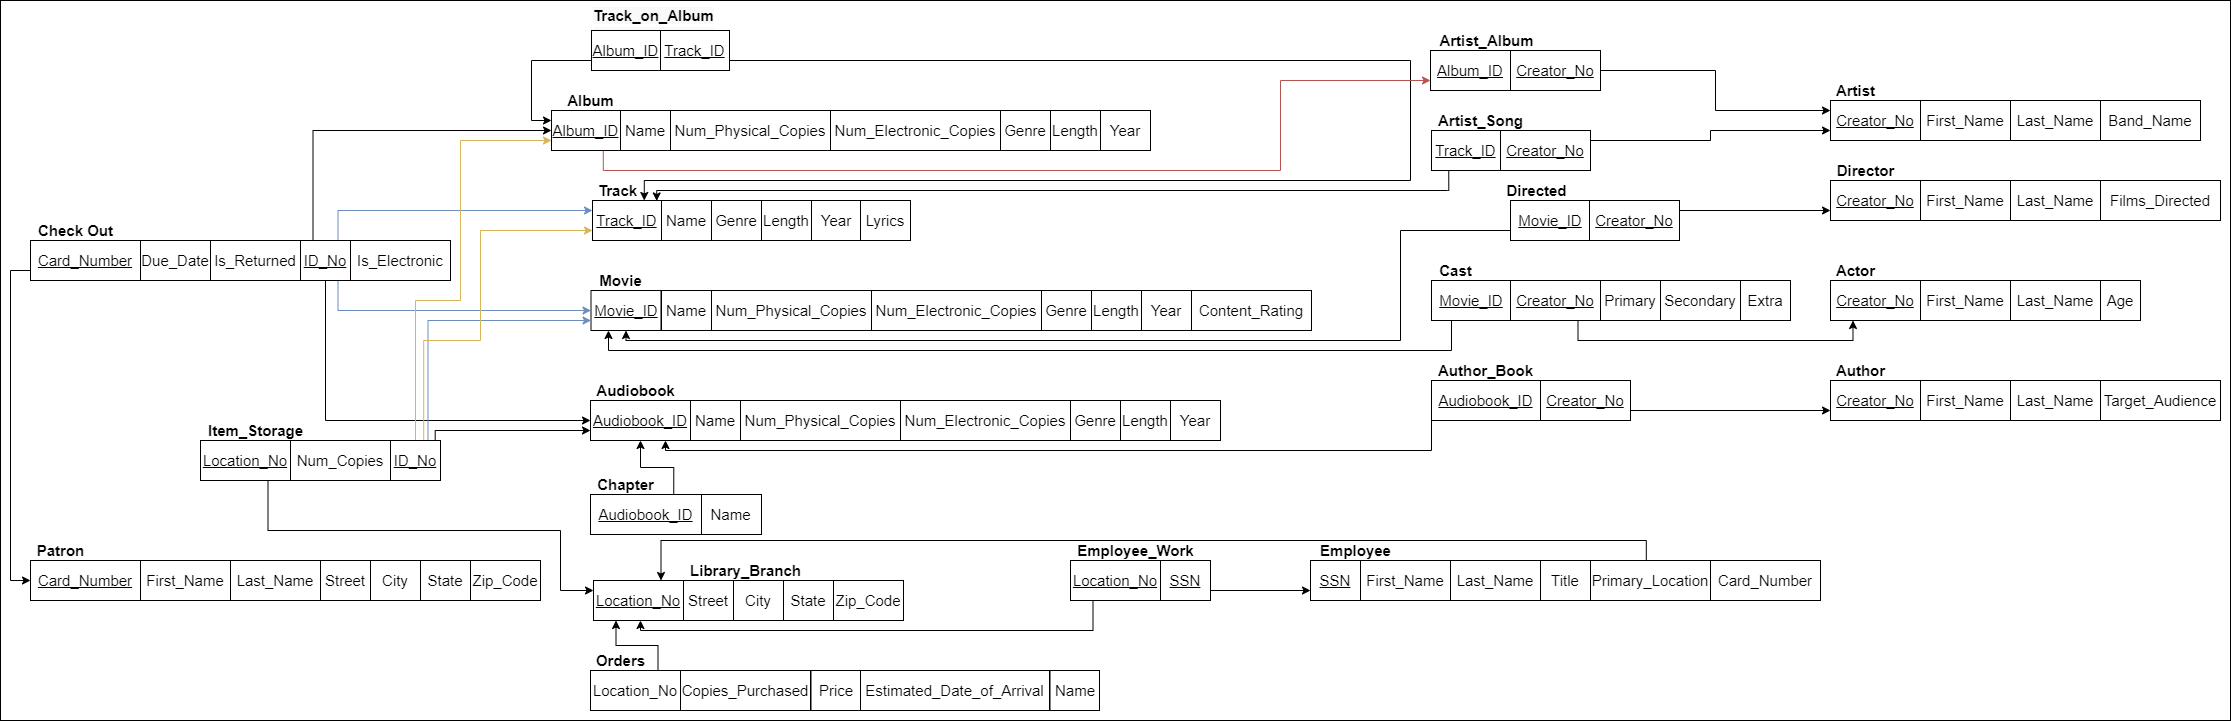 Track_on_Album
Album_ID Track_ID
Artist_Album
Album_ID Creator_No
Album
Album_ID Name Num_Physical_Copies Num_Electronic_Copies Genre Length Year
Artist
Creator_No First_Name Last_Name Band_Name
Artist_Song
Track_ID Creator_No
Track
Track_ID Name Genre Length Year Lyrics
Director
Creator_No First_Name Last_Name Films_Directed
Directed
Movie_ID Creator_No
Check Out
Card_Number Due_Date Is_Returned ID_No Is_Electronic
Movie
Movie_ID Name Num_Physical_Copies Num_Electronic_Copies Genre Length Year Content_Rating
Cast
Movie_ID Creator_No Primary Secondary Extra
Actor
Creator_No First_Name Last_Name Age
Audiobook
Audiobook_ID Name Num_Physical_Copies Num_Electronic_Copies Genre Length Year
Author_Book
Audiobook_ID Creator_No
Author
Creator_No First_Name Last_Name Target_Audience
Item_Storage
Location_No Num_Copies ID_No
Chapter
Audiobook_ID Name
Patron
Card_Number First_Name Last_Name Street City State Zip_Code
Library_Branch
Location_No Street City State Zip_Code
Employee_Work
Location_No SSN
Employee
SSN First_Name Last_Name Title Primary_Location Card_Number
Orders
Location_No Copies_Purchased Price Estimated_Date_of_Arrival Name